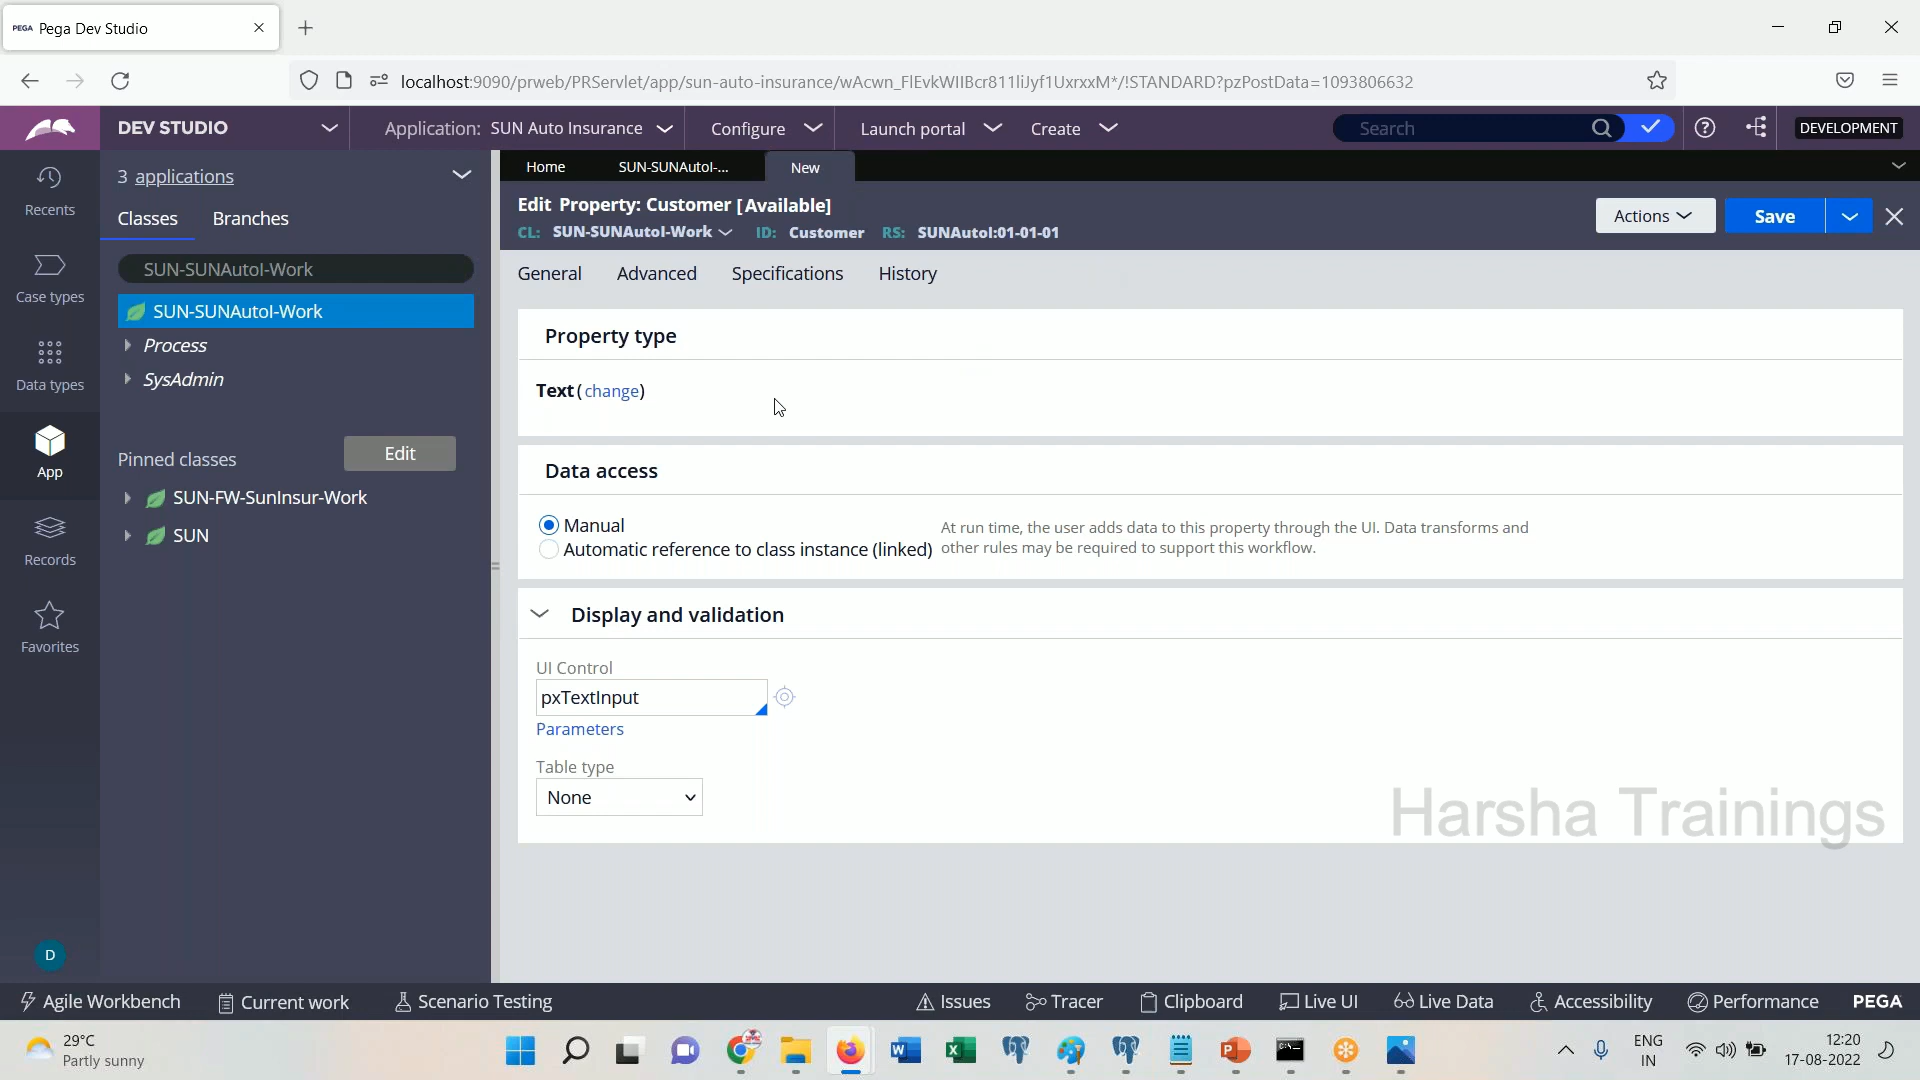 PEGA Pega Dev Studio
localhost:9090/prweb/PRServlet/app/sun-auto-insurance/wAcwn_FlEvkWIIBcr811liJyf1UxrxxM*/!STANDARD?pzPostData=1093806632
DEV STUDIO
Application: SUN Auto Insurance
Configure
Launch portal
Create
Search
DEVELOPMENT
Recents
Case types
Data types
App
Records
Favorites
D
3 applications
Classes Branches
SUN-SUNAutoI-Work
SUN-SUNAutoI-Work
Process
SysAdmin
Pinned classes Edit
SUN-FW-SunInsur-Work
SUN
Home SUN-SUNAutoI-... New
Edit Property: Customer [Available]
CL: SUN-SUNAutoI-Work ID: Customer RS: SUNAutoI:01-01-01
Actions Save
General Advanced Specifications History
Property type
Text (change)
Data access
Manual
Automatic reference to class instance (linked)
At run time, the user adds data to this property through the UI. Data transforms and
other rules may be required to support this workflow.
Display and validation
UI Control
pxTextInput
Parameters
Table type
None
Harsha Trainings
Agile Workbench Current work Scenario Testing Issues Tracer Clipboard Live UI Live Data Accessibility Performance PEGA
29°C
Partly sunny
ENG
IN
12:20
17-08-2022